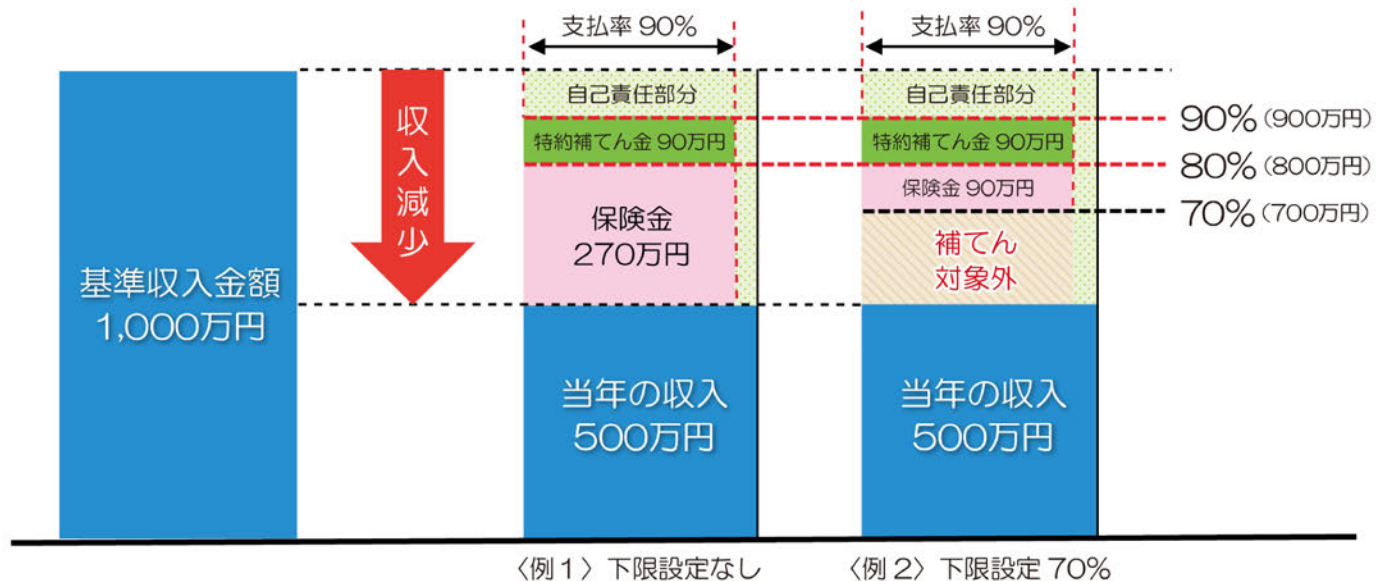 支払率 90%
支払率 90%
収入減少
自己責任部分
自己責任部分
90%(900万円)
特約補てん金 90万円
特約補てん金 90万円
80%(800万円)
保険金
270万円
保険金 90万円
70%(700万円)
補てん
対象外
基準収入金額
1,000万円
当年の収入
500万円
当年の収入
500万円
〈例1〉下限設定なし
〈例2〉下限設定 70%